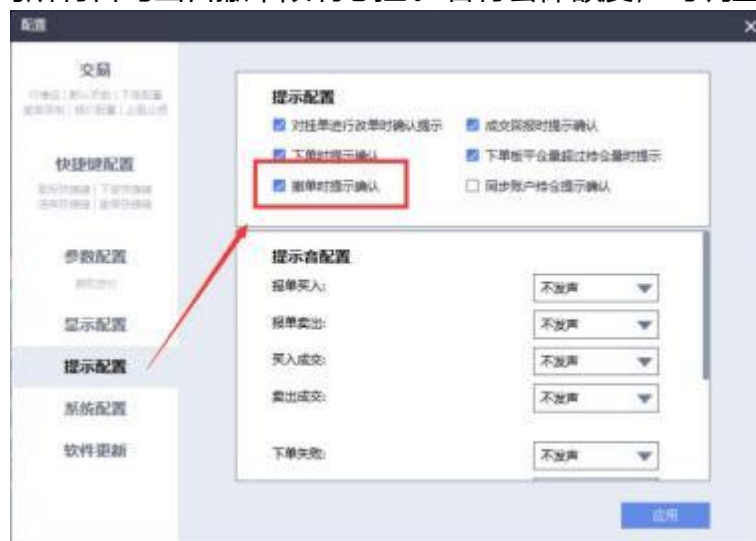 配置
交易
快捷键配置
参数配置
显示配置
提示配置
系统配置
软件更新
提示配置
对挂单进行改单时确认提示
成交回报时提示确认
下单时提示确认
下单板平仓量超过持仓量时提示
撤单时提示确认
同步账户持仓提示确认
提示音配置
报单买入:
不发声
报单卖出:
不发声
买入成交:
不发声
卖出成交:
不发声
下单失败:
不发声
应用